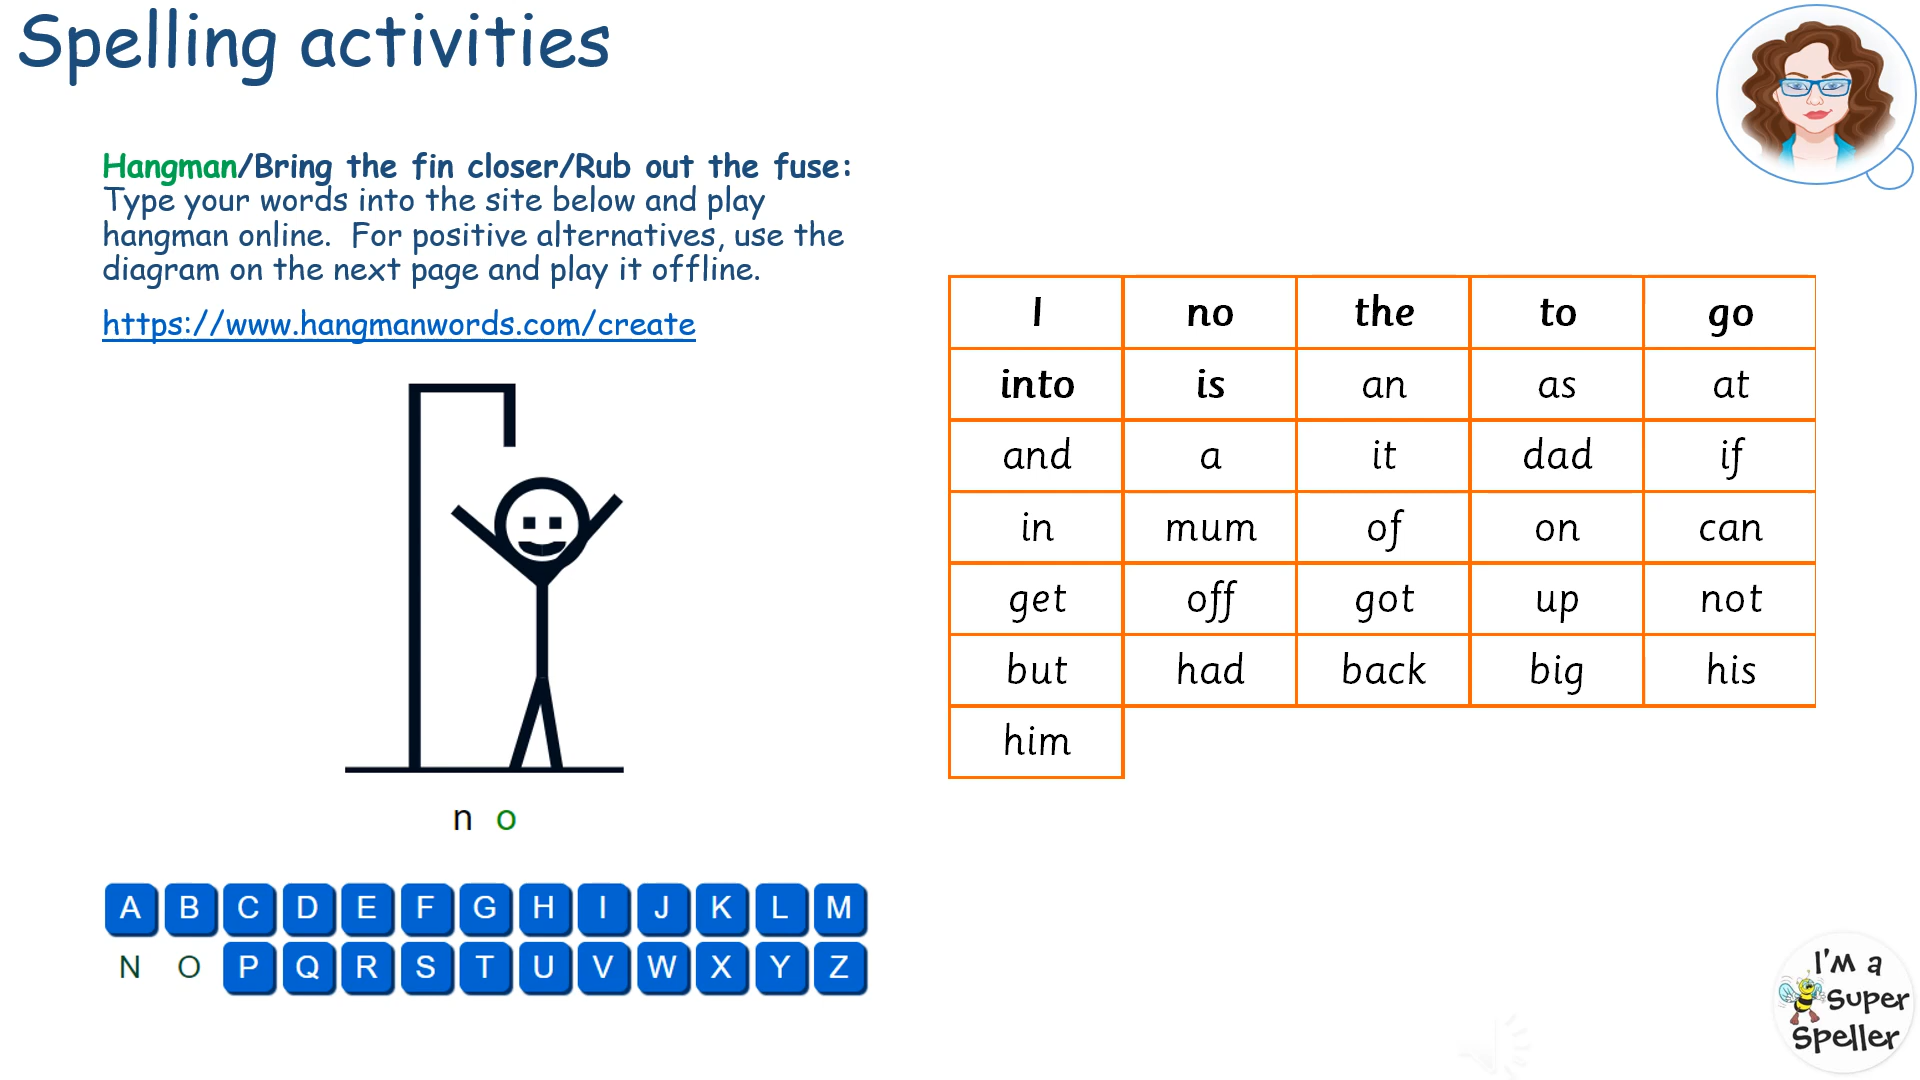 Spelling activities
Hangman/Bring the fin closer/Rub out the fuse:
Type your words into the site below and play
hangman online.  For positive alternatives, use the
diagram on the next page and play it offline.
https://www.hangmanwords.com/create
n o
A B C D E F G H I J K L M
N O P Q R S T U V W X Y Z
I no the to go
into is an as at
and a it dad if
in mum of on can
get off got up not
but had back big his
him
I'm a
Super
Speller